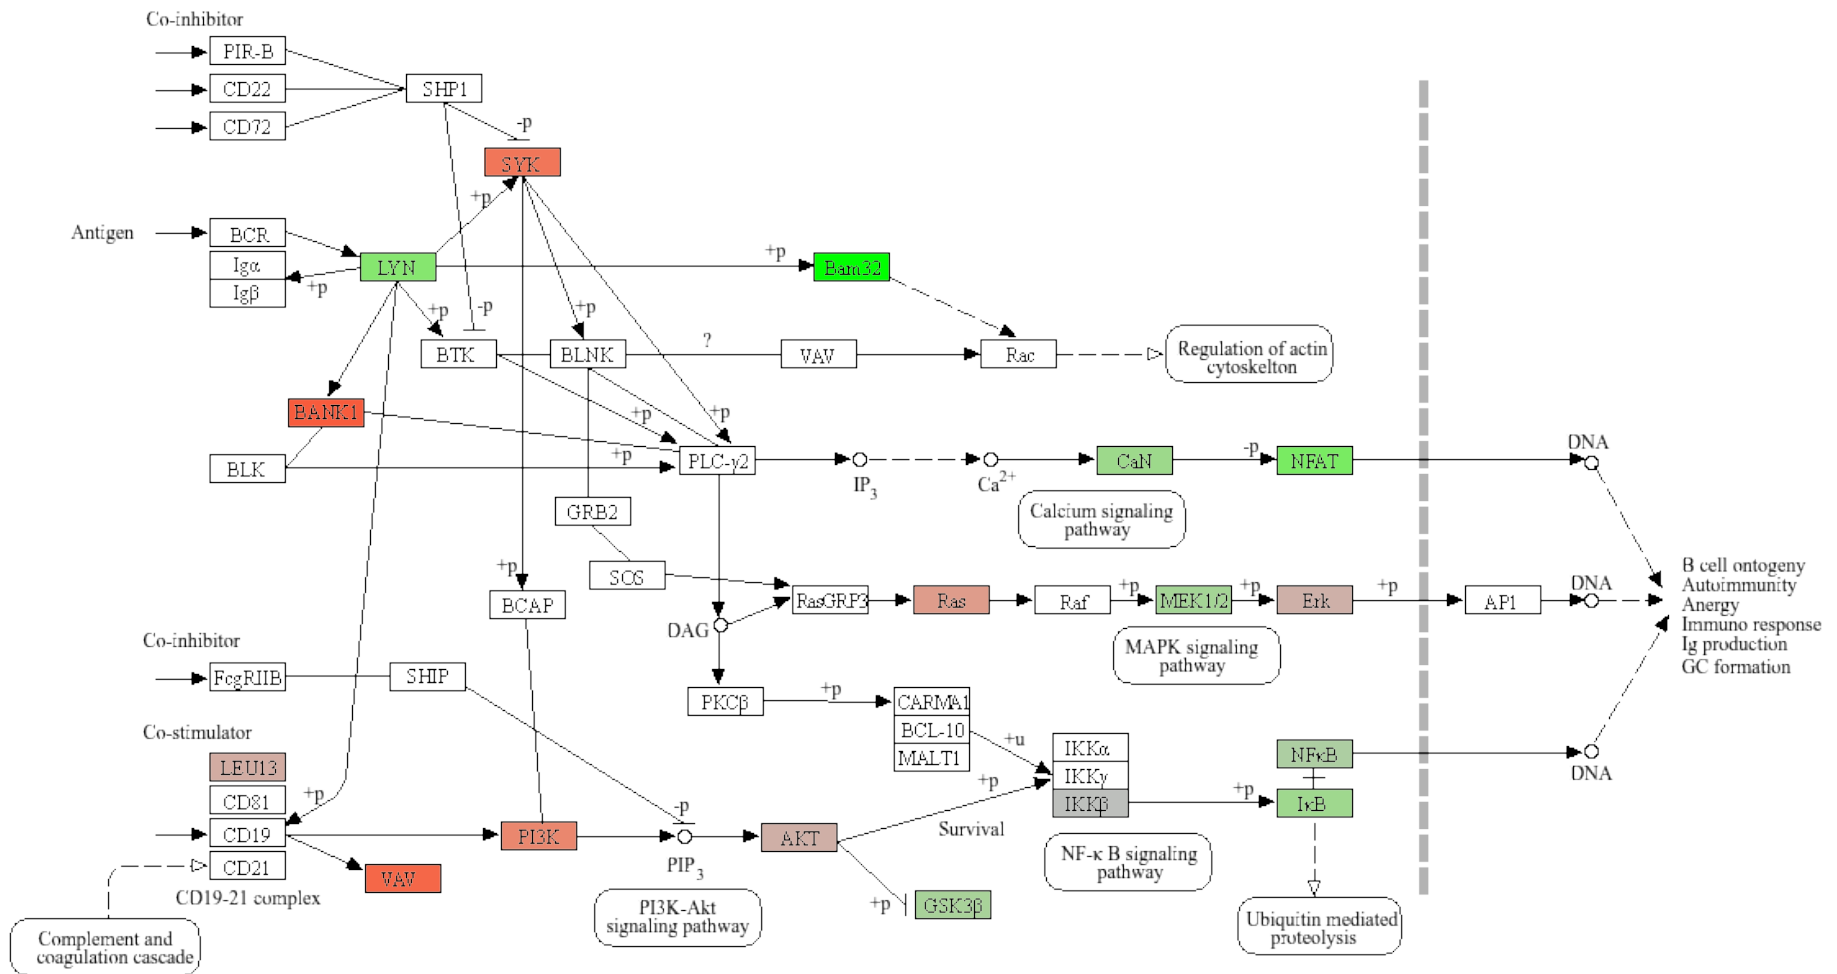 Co-inhibitor
PIR-B
CD22
SHP1
CD72
-p
SYK
+p
Antigen
BCR
+p
LYN
Igα
Bam32
+p
Igβ
+p
-p
+p
?
BTK
BLNK
VAV
Rac
Regulation of actin
cytoskelton
BANK1
+p
+p
DNA
BLK
+p
PLC-γ2
CaN
-p
NFAT
IP3
Ca2+
GRB2
Calcium signaling
pathway
SOS
+p
BCAP
RasGRP3
Ras
Raf
+p
MEK1/2
+p
Erk
+p
AP1
DNA
B cell ontogeny
Autoimmunity
Anergy
Immuno response
Ig production
GC formation
DAG
MAPK signaling
pathway
Co-inhibitor
FcgRIIB
SHIP
PKCβ
+p
CARMA1
BCL-10
MALT1
+u
Co-stimulator
LEU13
CD81
+p
CD19
CD21
CD19-21 complex
VAV
PI3K
-p
PIP3
AKT
+p
Survival
IKKα
IKKγ
IKKβ
+p
NFκB
IκB
DNA
NF-κ B signaling
pathway
+p
GSK3β
PI3K-Akt
signaling pathway
Complement and
coagulation cascade
Ubiquitin mediated
proteolysis